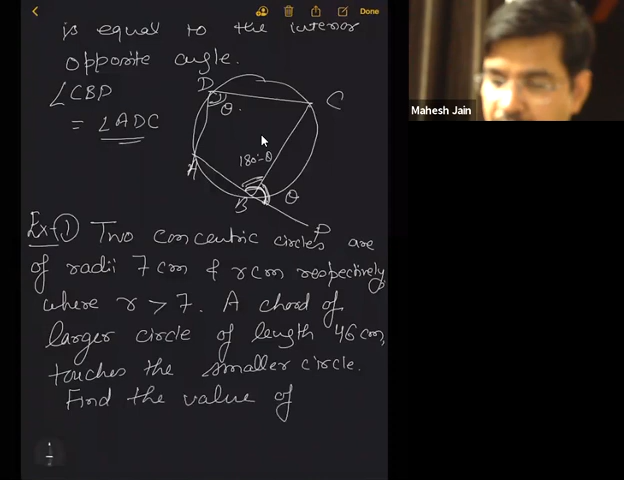 Done
is equal to the interior
opposite angle.
∠CBP
= ∠ADC
D
C
θ
A
180°-θ
B
θ
P
Mahesh Jain
Ex-① Two concentric circles are
of radii 7 cm & r cm respectively
where r > 7. A chord of
larger circle of length 46 cm,
touches the smaller circle.
Find the value of